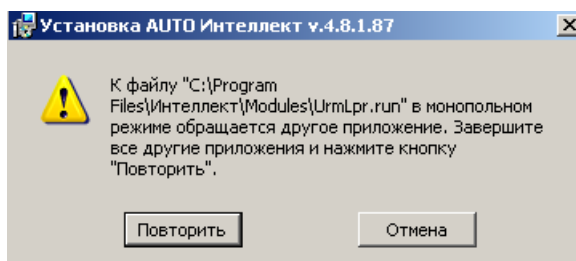 Установка AUTO Интеллект v.4.8.1.87
К файлу "C:\Program
Files\Интеллект\Modules\UrmLpr.run" в монопольном
режиме обращается другое приложение. Завершите
все другие приложения и нажмите кнопку
"Повторить".
Повторить
Отмена